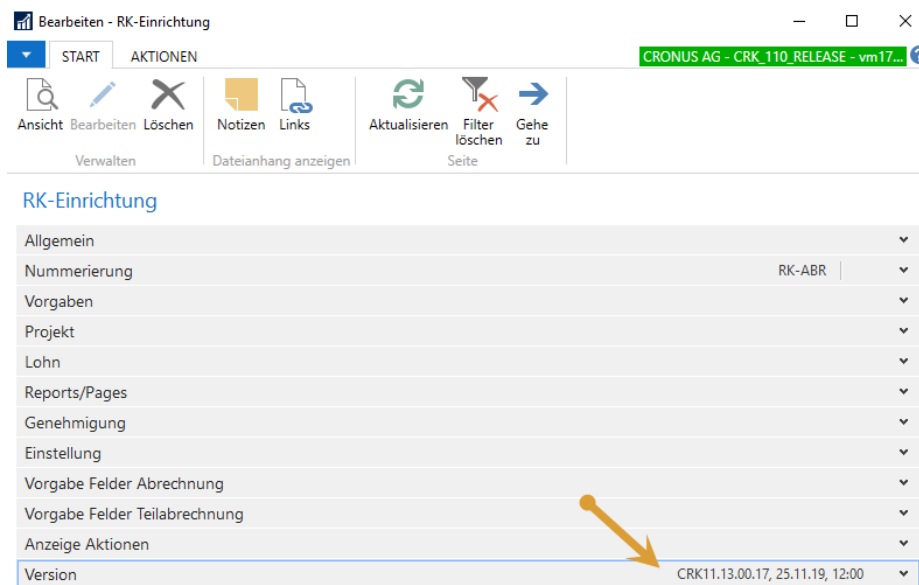 Bearbeiten - RK-Einrichtung
START AKTIONEN
CRONUS AG - CRK_110_RELEASE - vm17...
Ansicht Bearbeiten Löschen Notizen Links Aktualisieren Filter löschen Gehe zu
Verwalten Dateianhang anzeigen Seite
RK-Einrichtung
Allgemein
Nummerierung RK-ABR
Vorgaben
Projekt
Lohn
Reports/Pages
Genehmigung
Einstellung
Vorgabe Felder Abrechnung
Vorgabe Felder Teilabrechnung
Anzeige Aktionen
Version CRK11.13.00.17, 25.11.19, 12:00